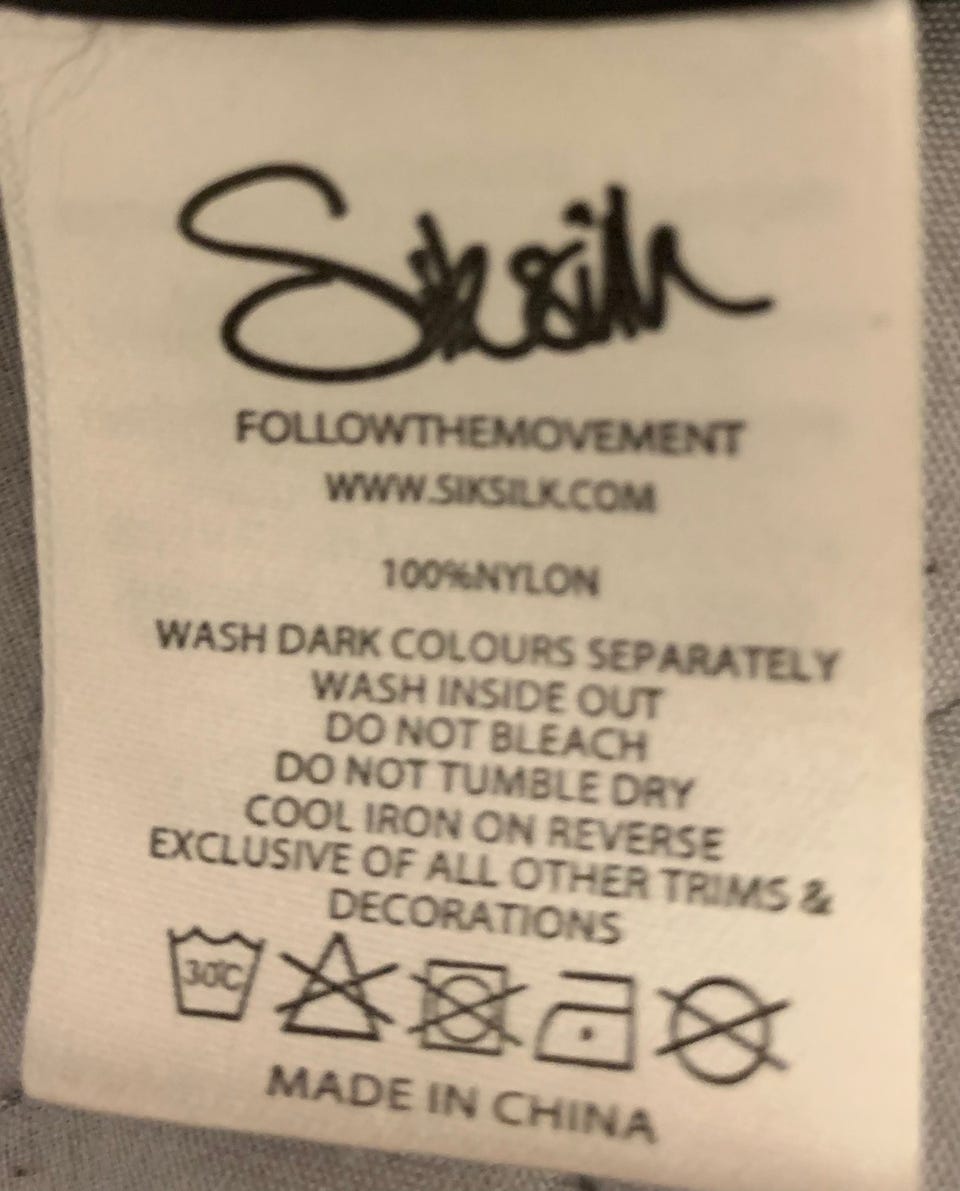 SikSilk
FOLLOWTHEMOVEMENT
WWW.SIKSILK.COM
100%NYLON
WASH DARK COLOURS SEPARATELY
WASH INSIDE OUT
DO NOT BLEACH
DO NOT TUMBLE DRY
COOL IRON ON REVERSE
EXCLUSIVE OF ALL OTHER TRIMS &
DECORATIONS
30°C
MADE IN CHINA